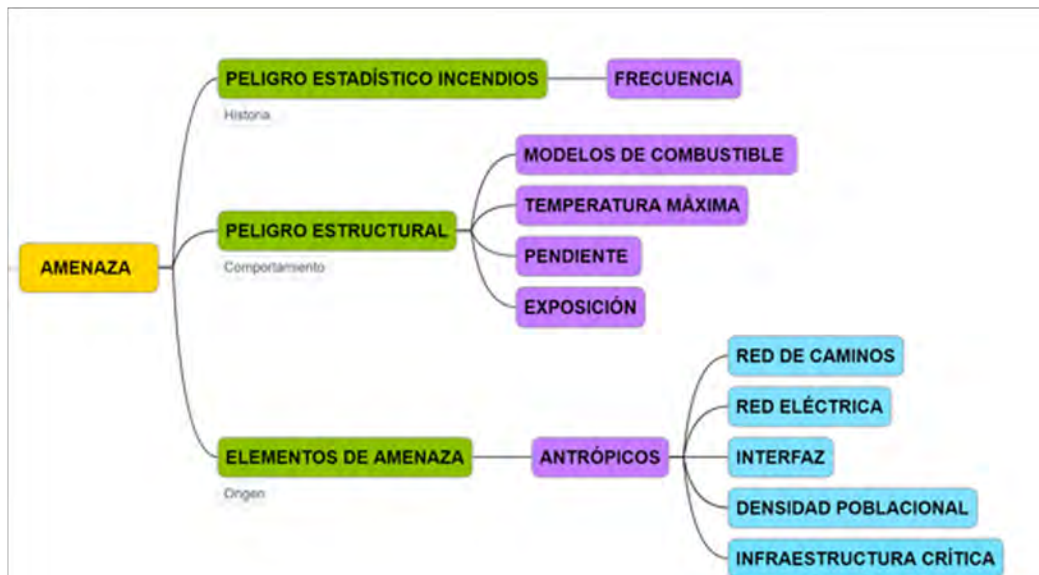 PELIGRO ESTADÍSTICO INCENDIOS
FRECUENCIA
Historia
MODELOS DE COMBUSTIBLE
TEMPERATURA MÁXIMA
PELIGRO ESTRUCTURAL
PENDIENTE
Comportamiento
AMENAZA
EXPOSICIÓN
RED DE CAMINOS
RED ELÉCTRICA
ELEMENTOS DE AMENAZA
ANTRÓPICOS
INTERFAZ
Origen
DENSIDAD POBLACIONAL
INFRAESTRUCTURA CRÍTICA